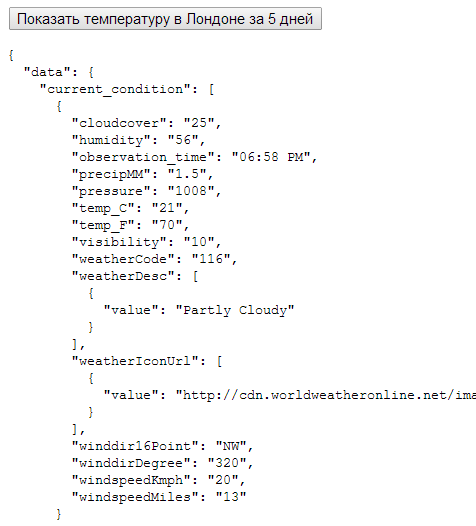 Показать температуру в Лондоне за 5 дней
{
  "data": {
    "current_condition": [
      {
        "cloudcover": "25",
        "humidity": "56",
        "observation_time": "06:58 PM",
        "precipMM": "1.5",
        "pressure": "1008",
        "temp_C": "21",
        "temp_F": "70",
        "visibility": "10",
        "weatherCode": "116",
        "weatherDesc": [
          {
            "value": "Partly Cloudy"
          }
        ],
        "weatherIconUrl": [
          {
            "value": "http://cdn.worldweatheronline.net/ima
          }
        ],
        "winddir16Point": "NW",
        "winddirDegree": "320",
        "windspeedKmph": "20",
        "windspeedMiles": "13"
      }